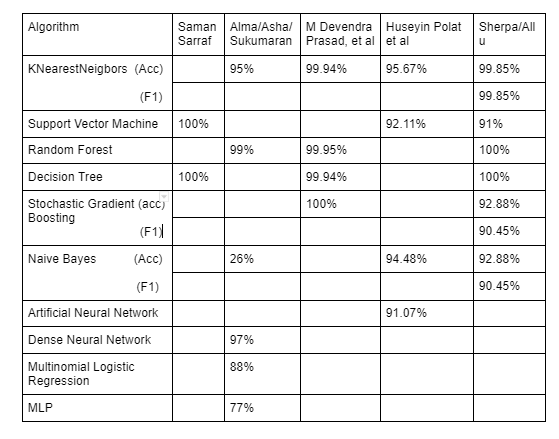 Algorithm Saman Sarraf Alma/Asha/ Sukumaran M Devendra Prasad, et al Huseyin Polat et al Sherpa/All u
KNearestNeigbors (Acc) 95% 99.94% 95.67% 99.85%
(F1) 99.85%
Support Vector Machine 100% 92.11% 91%
Random Forest 99% 99.95% 100%
Decision Tree 100% 99.94% 100%
Stochastic Gradient (acc) Boosting 100% 92.88%
(F1) 90.45%
Naive Bayes (Acc) 26% 94.48% 92.88%
(F1) 90.45%
Artificial Neural Network 91.07%
Dense Neural Network 97%
Multinomial Logistic Regression 88%
MLP 77%